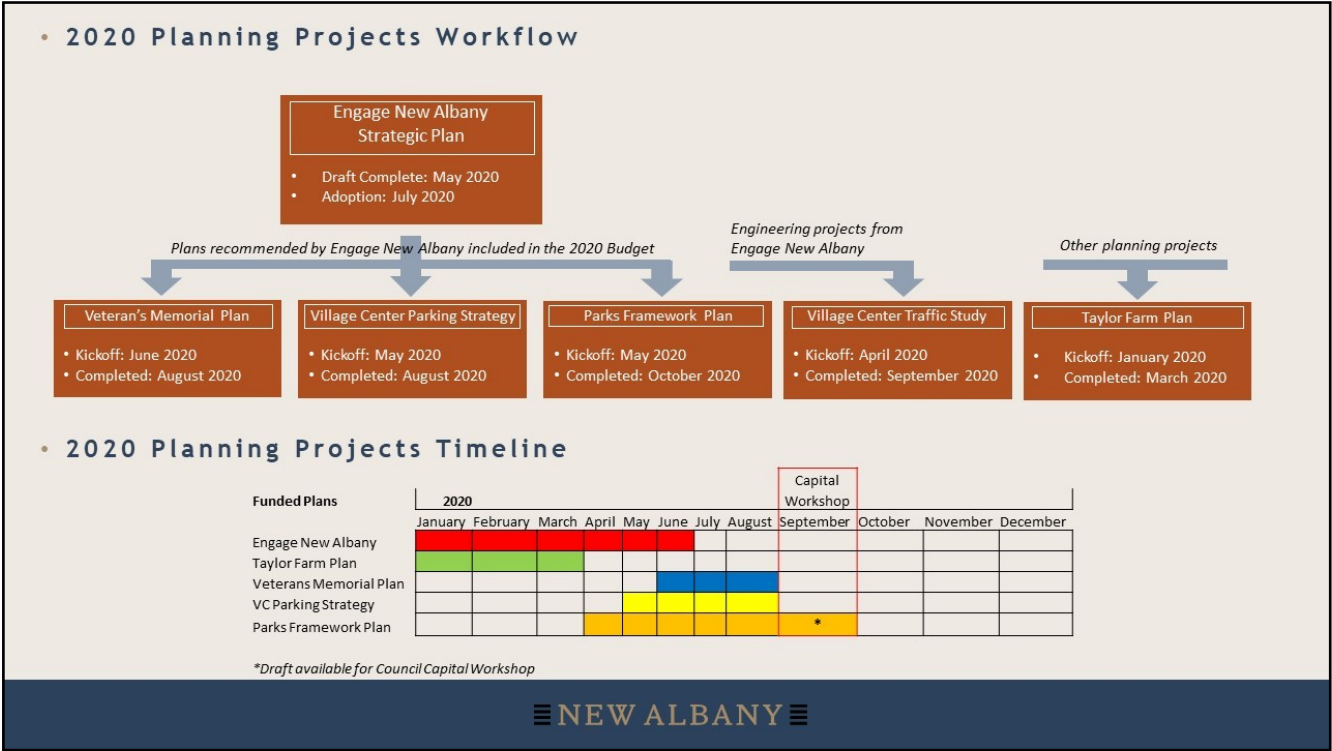 • 2020 Planning Projects Workflow
Engage New Albany
Strategic Plan
• Draft Complete: May 2020
• Adoption: July 2020
Plans recommended by Engage New Albany included in the 2020 Budget
Engineering projects from
Engage New Albany
Other planning projects
Veteran's Memorial Plan
• Kickoff: June 2020
• Completed: August 2020
Village Center Parking Strategy
• Kickoff: May 2020
• Completed: August 2020
Parks Framework Plan
• Kickoff: May 2020
• Completed: October 2020
Village Center Traffic Study
• Kickoff: April 2020
• Completed: September 2020
Taylor Farm Plan
• Kickoff: January 2020
• Completed: March 2020
• 2020 Planning Projects Timeline
Capital
Funded Plans 2020 Workshop
January February March April May June July August September October November December
Engage New Albany
Taylor Farm Plan
Veterans Memorial Plan
VC Parking Strategy
Parks Framework Plan *
*Draft available for Council Capital Workshop
NEW ALBANY